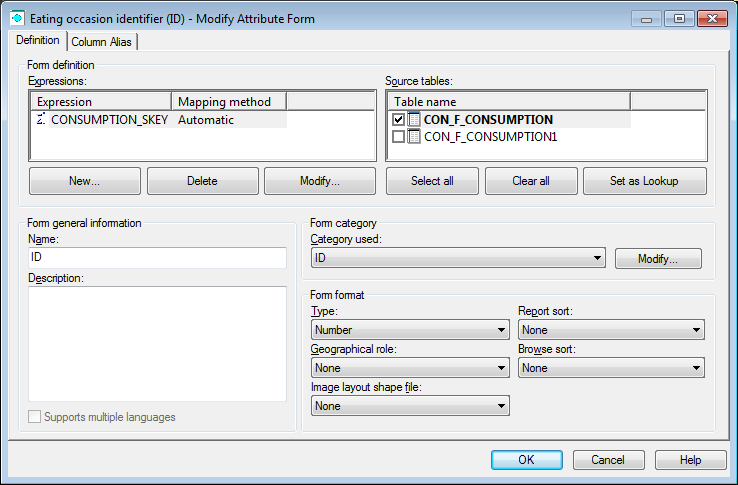 Eating occasion identifier (ID) - Modify Attribute Form
Definition
Column Alias
Form definition
Expressions:
Expression
Mapping method
CONSUMPTION_SKEY
Automatic
New...
Delete
Modify...
Source tables:
Table name
CON_F_CONSUMPTION
CON_F_CONSUMPTION1
Select all
Clear all
Set as Lookup
Form general information
Name:
ID
Description:
Supports multiple languages
Form category
Category used:
ID
Modify...
Form format
Type:
Number
Report sort:
None
Geographical role:
None
Browse sort:
None
Image layout shape file:
None
OK
Cancel
Help